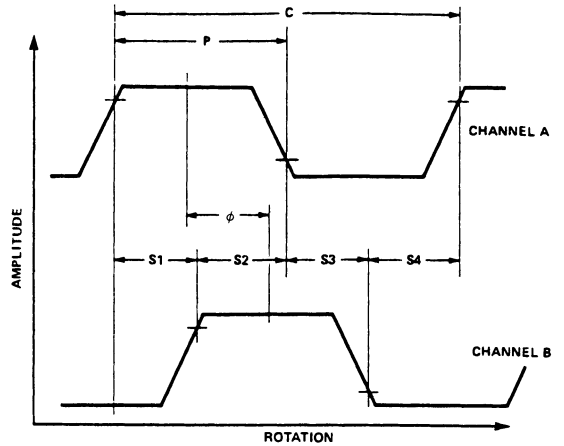 C
P
CHANNEL A
ϕ
S1 S2 S3 S4
AMPLITUDE
CHANNEL B
ROTATION